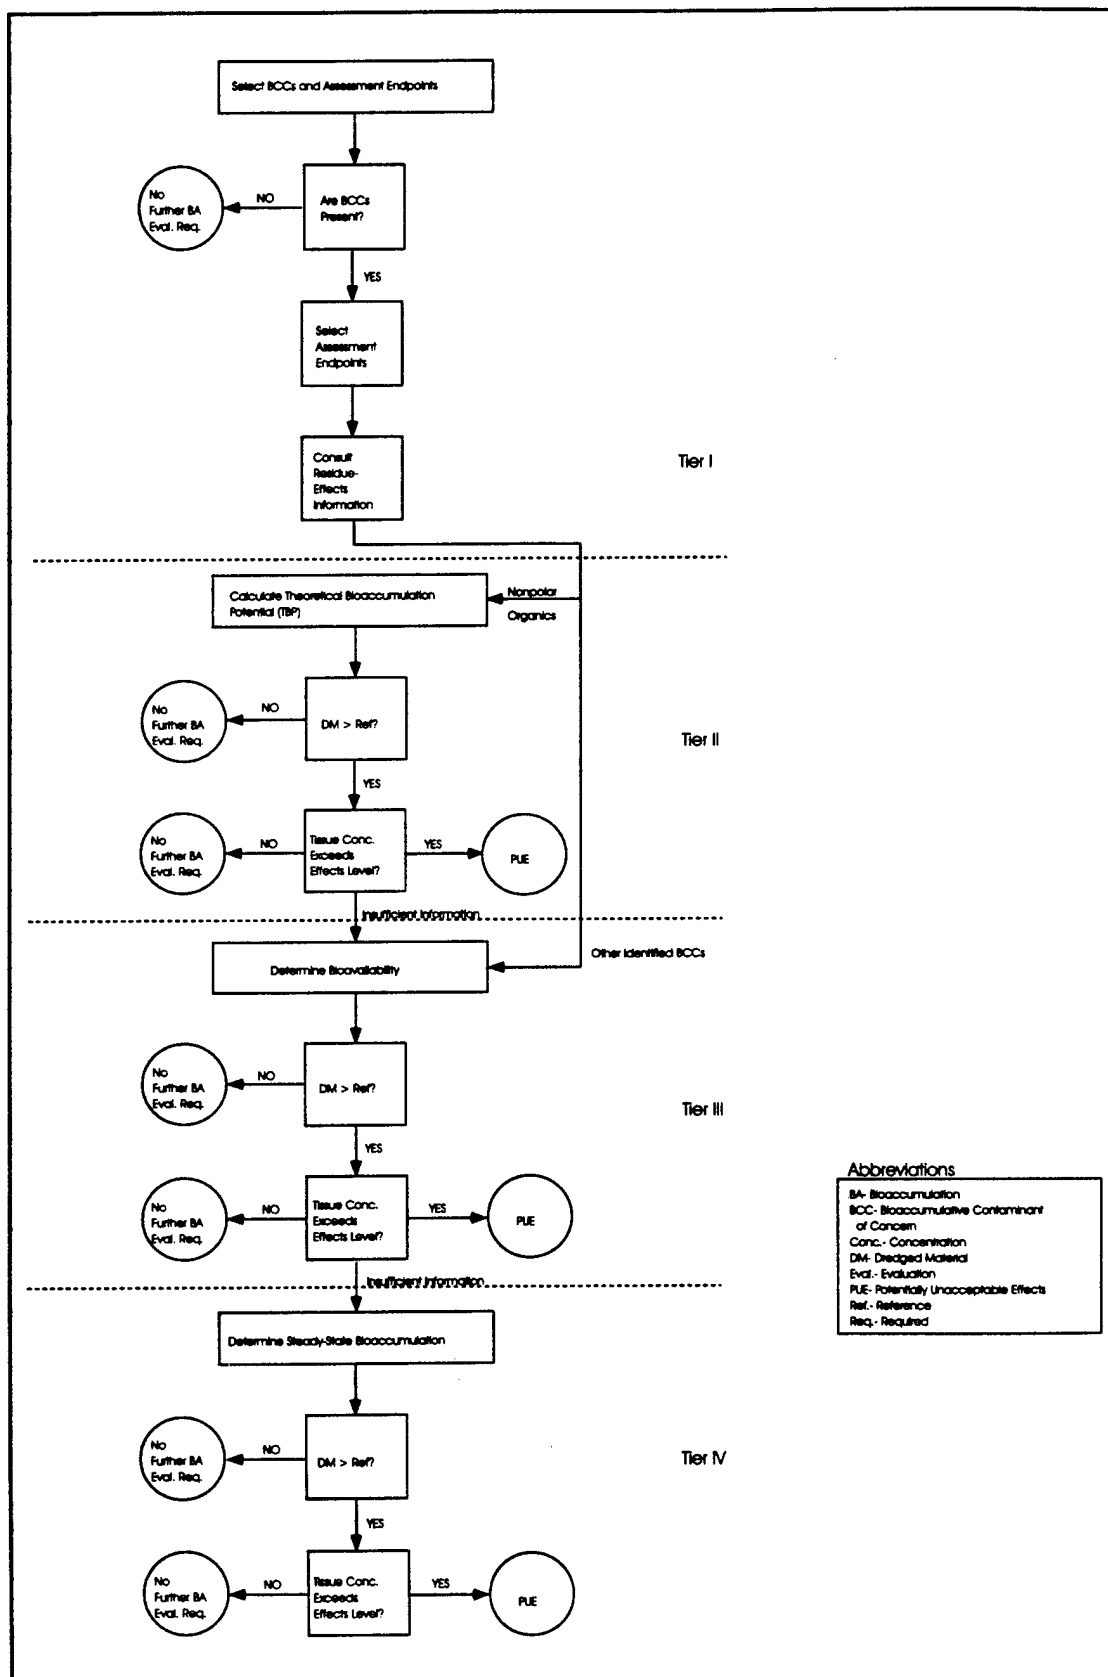 Select BCCs and Assessment Endpoints
No
Further BA
Eval. Req.
NO
Are BCCs
Present?
YES
Select
Assessment
Endpoints
Consult
Residue-
Effects
Information
Tier I
Calculate Theoretical Bioaccumulation
Potential (TBP)
Nonpolar
Organics
No
Further BA
Eval. Req.
NO
DM > Ref?
Tier II
YES
No
Further BA
Eval. Req.
NO
Tissue Conc.
Exceeds
Effects Level?
YES
PUE
Insufficient Information
Determine Bioavailability
Other Identified BCCs
No
Further BA
Eval. Req.
NO
DM > Ref?
Tier III
YES
No
Further BA
Eval. Req.
NO
Tissue Conc.
Exceeds
Effects Level?
YES
PUE
Insufficient Information
Abbreviations
BA- Bioaccumulation
BCC- Bioaccumulative Contaminant
of Concern
Conc.- Concentration
DM- Dredged Material
Eval.- Evaluation
PUE- Potentially Unacceptable Effects
Ref.- Reference
Req.- Required
Determine Steady-State Bioaccumulation
No
Further BA
Eval. Req.
NO
DM > Ref?
Tier IV
YES
No
Further BA
Eval. Req.
NO
Tissue Conc.
Exceeds
Effects Level?
YES
PUE